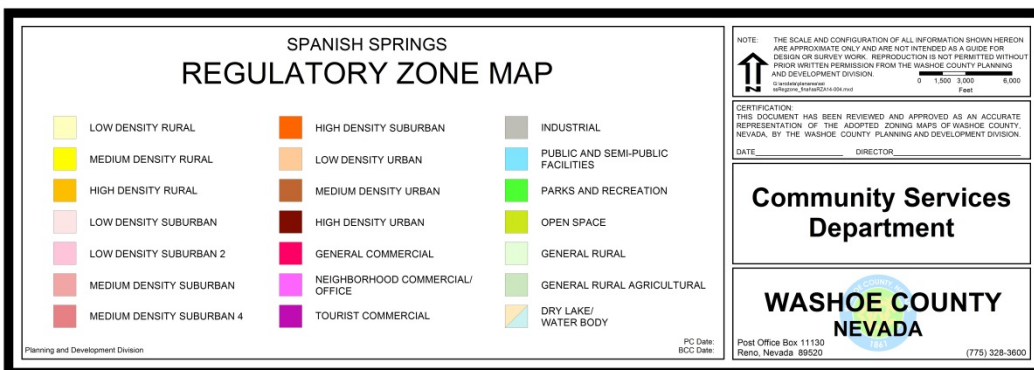 SPANISH SPRINGS
REGULATORY ZONE MAP
LOW DENSITY RURAL
MEDIUM DENSITY RURAL
HIGH DENSITY RURAL
LOW DENSITY SUBURBAN
LOW DENSITY SUBURBAN 2
MEDIUM DENSITY SUBURBAN
MEDIUM DENSITY SUBURBAN 4
HIGH DENSITY SUBURBAN
LOW DENSITY URBAN
MEDIUM DENSITY URBAN
HIGH DENSITY URBAN
GENERAL COMMERCIAL
NEIGHBORHOOD COMMERCIAL/
OFFICE
TOURIST COMMERCIAL
INDUSTRIAL
PUBLIC AND SEMI-PUBLIC
FACILITIES
PARKS AND RECREATION
OPEN SPACE
GENERAL RURAL
GENERAL RURAL AGRICULTURAL
DRY LAKE/
WATER BODY
Planning and Development Division
PC Date:
BCC Date:
NOTE: THE SCALE AND CONFIGURATION OF ALL INFORMATION SHOWN HEREON
ARE APPROXIMATE ONLY AND ARE NOT INTENDED AS A GUIDE FOR
DESIGN OR SURVEY WORK. REPRODUCTION IS NOT PERMITTED WITHOUT
PRIOR WRITTEN PERMISSION FROM THE WASHOE COUNTY PLANNING
AND DEVELOPMENT DIVISION.
N
0 1,500 3,000 6,000
Feet
CERTIFICATION:
THIS DOCUMENT HAS BEEN REVIEWED AND APPROVED AS AN ACCURATE
REPRESENTATION OF THE ADOPTED ZONING MAPS OF WASHOE COUNTY,
NEVADA, BY THE WASHOE COUNTY PLANNING AND DEVELOPMENT DIVISION.
DATE DIRECTOR
Community Services
Department
WASHOE COUNTY
NEVADA
1861
Post Office Box 11130
Reno, Nevada 89520
(775) 328-3600